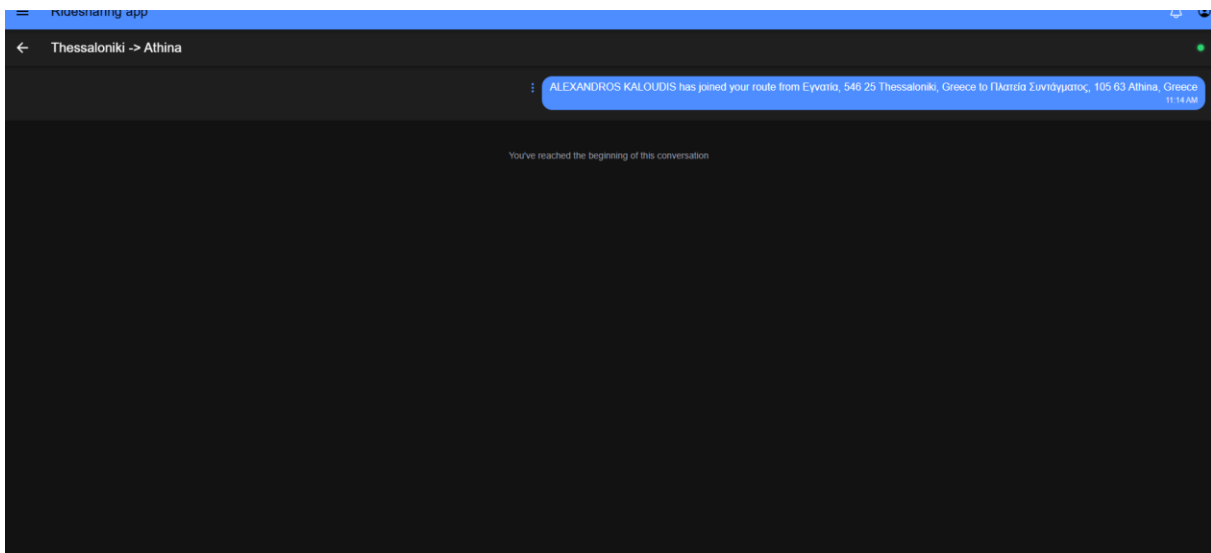 Ridesharing app
Thessaloniki -> Athina
ALEXANDROS KALOUDIS has joined your route from Εγνατία, 546 25 Thessaloniki, Greece to Πλατεία Συντάγματος, 105 63 Athina, Greece
11:14 AM
You've reached the beginning of this conversation